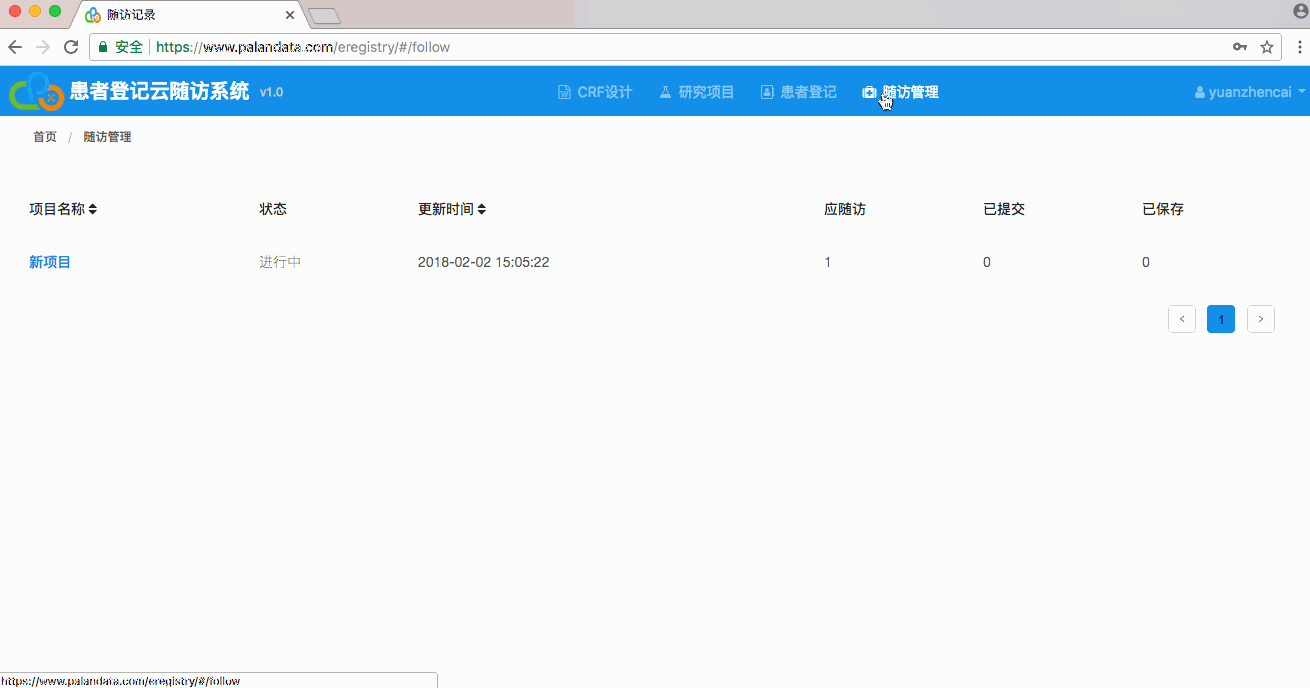 随访记录
安全 https://www.palandata.com/eregistry/#/follow
患者登记云随访系统 v1.0 CRF设计 研究项目 患者登记 随访管理 yuanzhencai
首页 / 随访管理
项目名称 状态 更新时间 应随访 已提交 已保存
新项目 进行中 2018-02-02 15:05:22 1 0 0
< 1 >
https://www.palandata.com/eregistry/#/follow